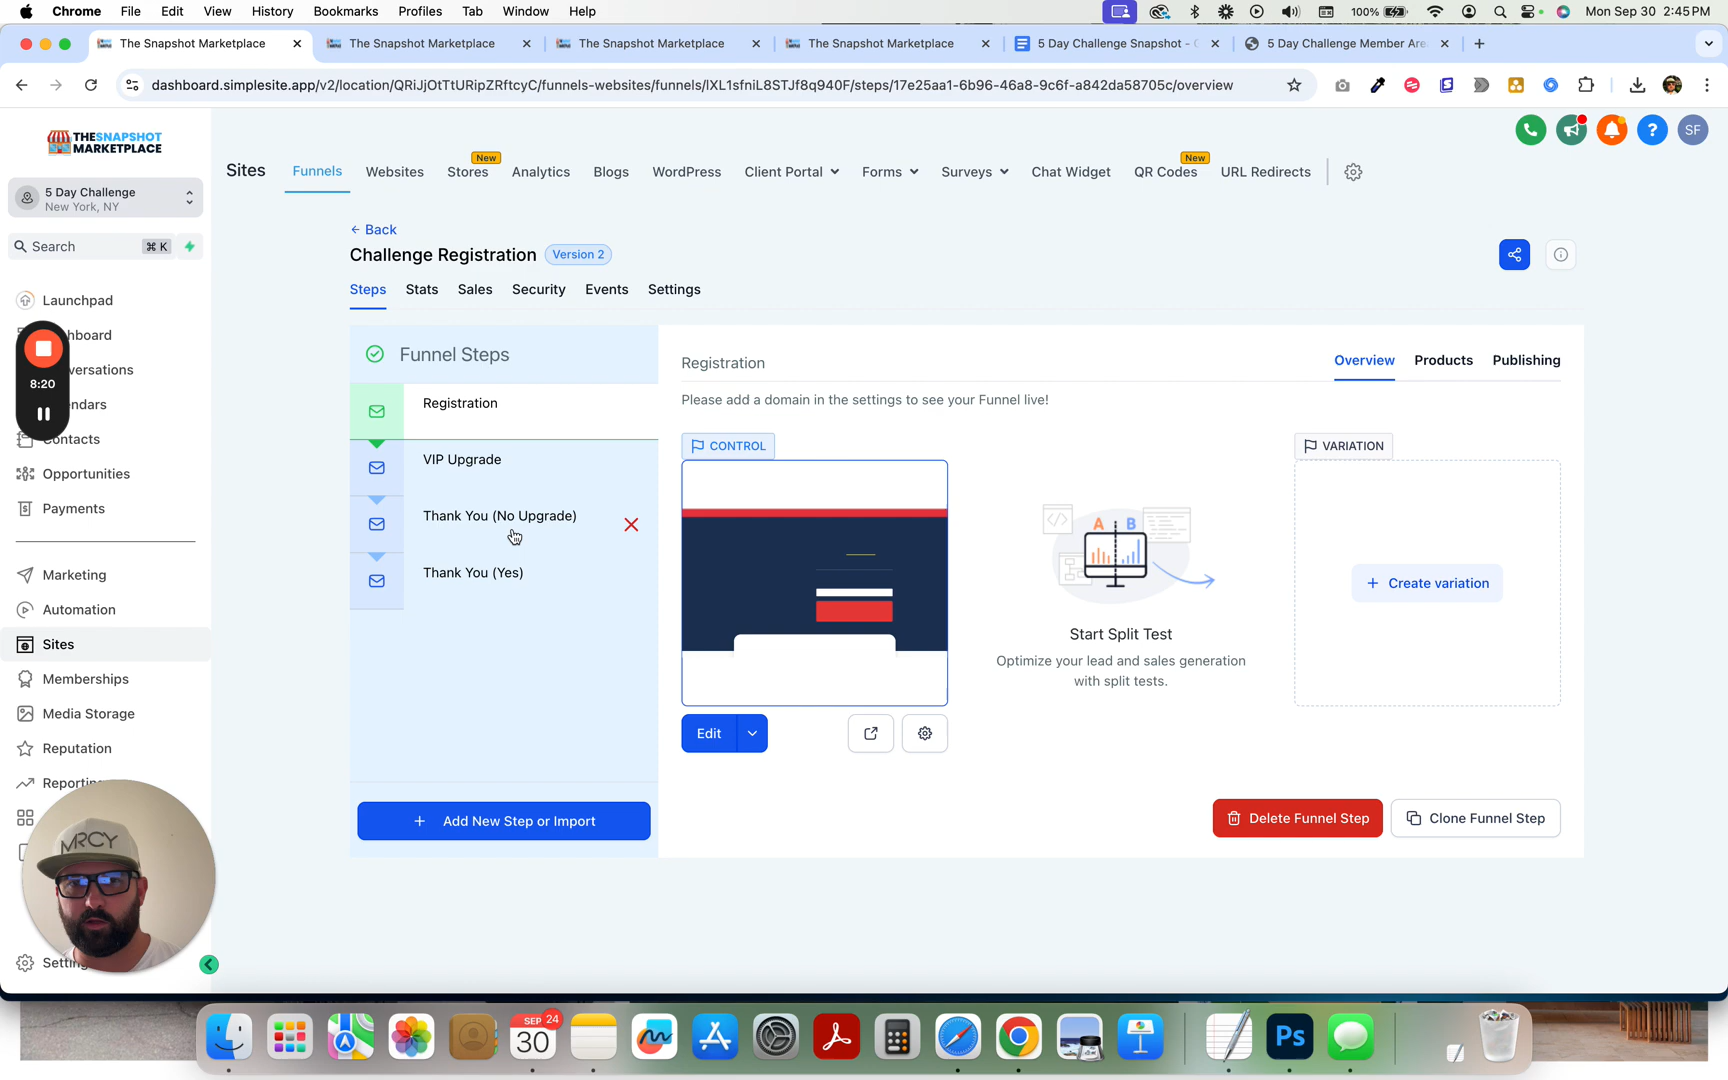 Chrome File Edit View History Bookmarks Profiles Tab Window Help
100% Mon Sep 30 2:45 PM
The Snapshot Marketplace
The Snapshot Marketplace
The Snapshot Marketplace
The Snapshot Marketplace
5 Day Challenge Snapshot -
5 Day Challenge Member Are
dashboard.simplesite.app/v2/location/QRiJjOtTtURipZRftcyC/funnels-websites/funnels/lXL1sfniL8STJf8q940F/steps/17e25aa1-6b96-46a8-9c6f-a842da58705c/overview
THESNAPSHOT
MARKETPLACE
5 Day Challenge
New York, NY
Search ⌘ K
Launchpad
hboard
versations
endars
Contacts
Opportunities
Payments
Marketing
Automation
Sites
Memberships
Media Storage
Reputation
Reportin
Settin
8:20
MRCY
SF
Sites
Funnels
Websites
New
Stores
Analytics
Blogs
WordPress
Client Portal
Forms
Surveys
Chat Widget
New
QR Codes
URL Redirects
← Back
Challenge Registration Version 2
Steps Stats Sales Security Events Settings
Funnel Steps
Registration
VIP Upgrade
Thank You (No Upgrade)
Thank You (Yes)
+ Add New Step or Import
Registration
Overview Products Publishing
Please add a domain in the settings to see your Funnel live!
CONTROL
VARIATION
A B
Start Split Test
Optimize your lead and sales generation
with split tests.
+ Create variation
Edit
Delete Funnel Step
Clone Funnel Step
SEP 24
30
Ps